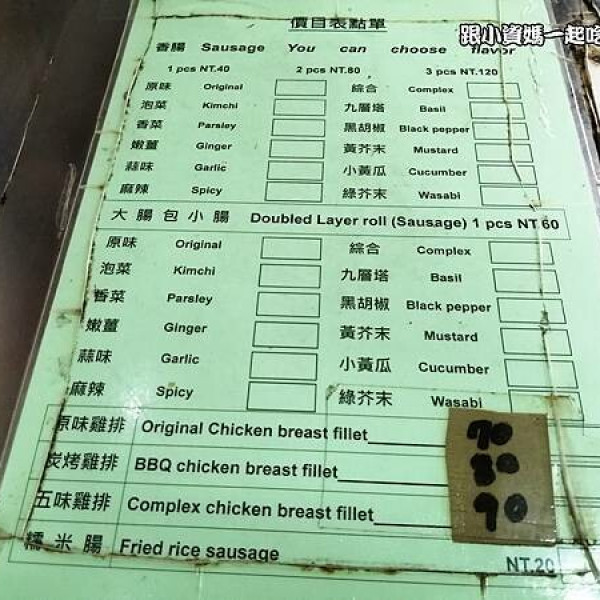 價目表點單
跟小資媽一起吃
香腸 Sausage You can choose flavor
1 pcs NT.40 2 pcs NT.80 3 pcs NT.120
原味 Original 綜合 Complex
泡菜 Kimchi 九層塔 Basil
香菜 Parsley 黑胡椒 Black pepper
嫩薑 Ginger 黃芥末 Mustard
蒜味 Garlic 小黃瓜 Cucumber
麻辣 Spicy 綠芥末 Wasabi
大腸包小腸 Doubled Layer roll (Sausage) 1 pcs NT.60
原味 Original 綜合 Complex
泡菜 Kimchi 九層塔 Basil
香菜 Parsley 黑胡椒 Black pepper
嫩薑 Ginger 黃芥末 Mustard
蒜味 Garlic 小黃瓜 Cucumber
麻辣 Spicy 綠芥末 Wasabi
原味雞排 Original Chicken breast fillet 70
炭烤雞排 BBQ chicken breast fillet 80
五味雞排 Complex chicken breast fillet 90
糯米腸 Fried rice sausage NT.20